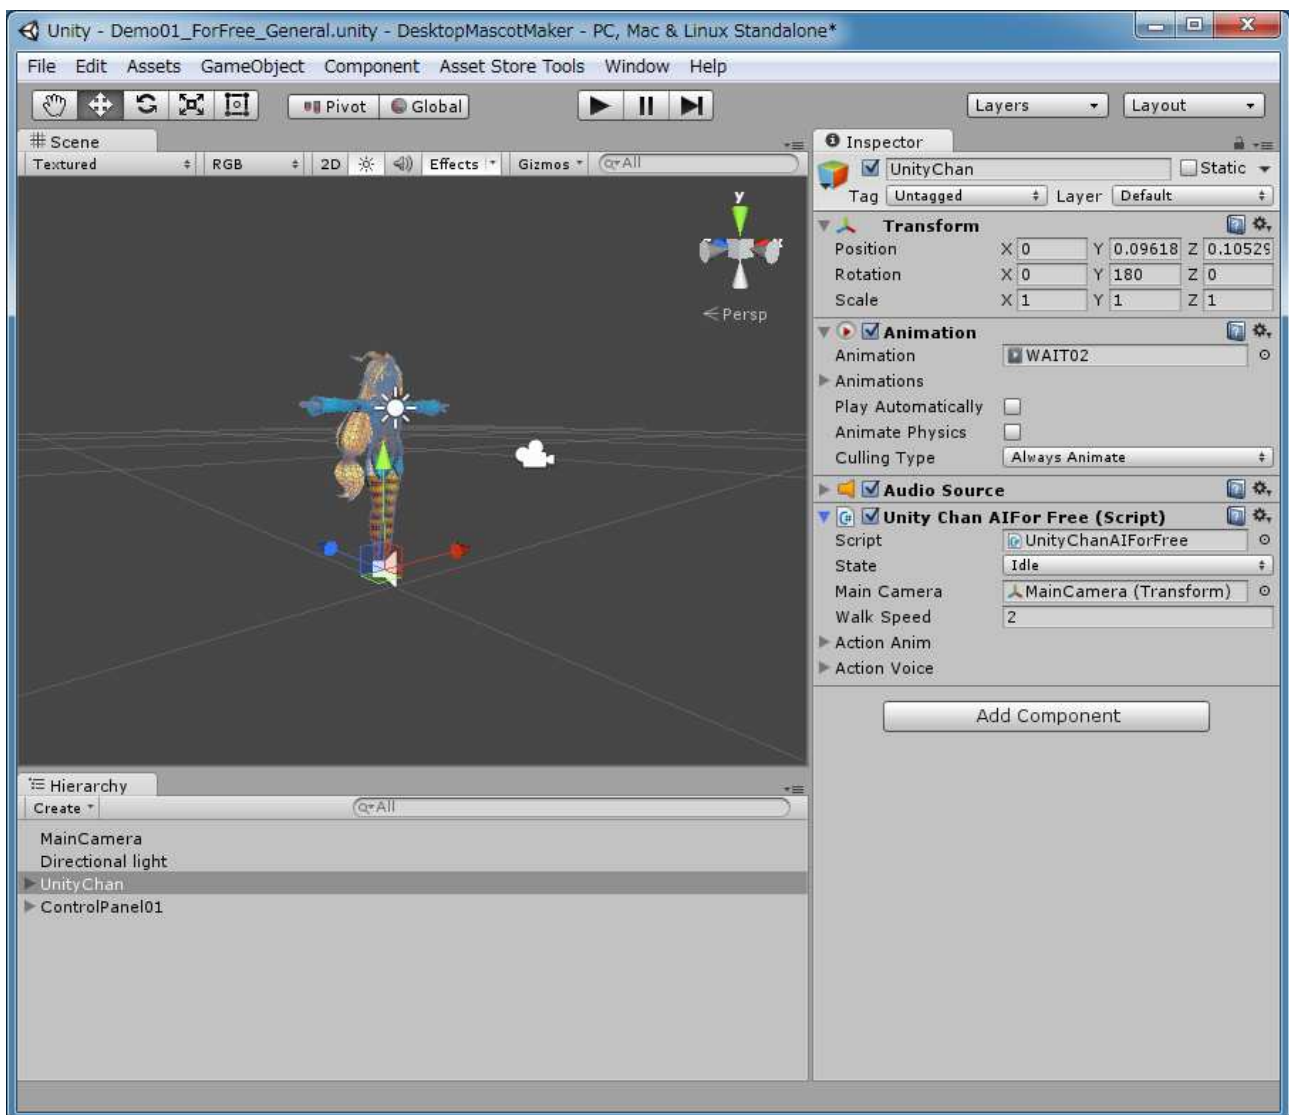 Unity - Demo01_ForFree_General.unity - DesktopMascotMaker - PC, Mac & Linux Standalone*
File Edit Assets GameObject Component Asset Store Tools Window Help
Pivot Global Layers Layout
Scene
Textured RGB 2D Effects Gizmos All
y
Persp
Inspector
UnityChan Static
Tag Untagged Layer Default
Transform
Position X 0 Y 0.09618 Z 0.10529
Rotation X 0 Y 180 Z 0
Scale X 1 Y 1 Z 1
Animation
Animation WAIT02
Animations
Play Automatically
Animate Physics
Culling Type Always Animate
Audio Source
Unity Chan AIFor Free (Script)
Script UnityChanAIForFree
State Idle
Main Camera MainCamera (Transform)
Walk Speed 2
Action Anim
Action Voice
Add Component
Hierarchy
Create All
MainCamera
Directional light
UnityChan
ControlPanel01